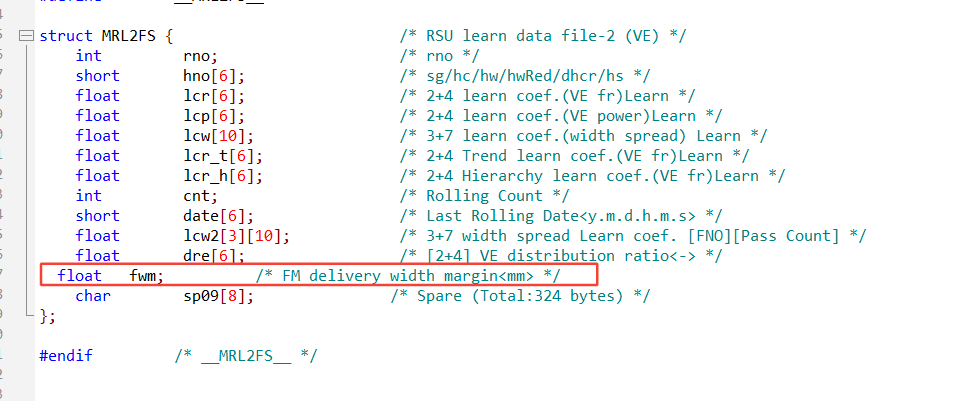 struct MRL2FS { /* RSU learn data file-2 (VE) */
int rno; /* rno */
short hno[6]; /* sg/hc/hw/hwRed/dhcr/hs */
float lcr[6]; /* 2+4 learn coef.(VE fr)Learn */
float lcp[6]; /* 2+4 learn coef.(VE power)Learn */
float lcw[10]; /* 3+7 learn coef.(width spread) Learn */
float lcr_t[6]; /* 2+4 Trend learn coef.(VE fr)Learn */
float lcr_h[6]; /* 2+4 Hierarchy learn coef.(VE fr)Learn */
int cnt; /* Rolling Count */
short date[6]; /* Last Rolling Date<y.m.d.h.m.s> */
float lcw2[3][10]; /* 3+7 width spread Learn coef. [FNO][Pass Count] */
float dre[6]; /* [2+4] VE distribution ratio<-> */
float fwm; /* FM delivery width margin<mm> */
char sp09[8]; /* Spare (Total:324 bytes) */
};
#endif /* __MRL2FS__ */